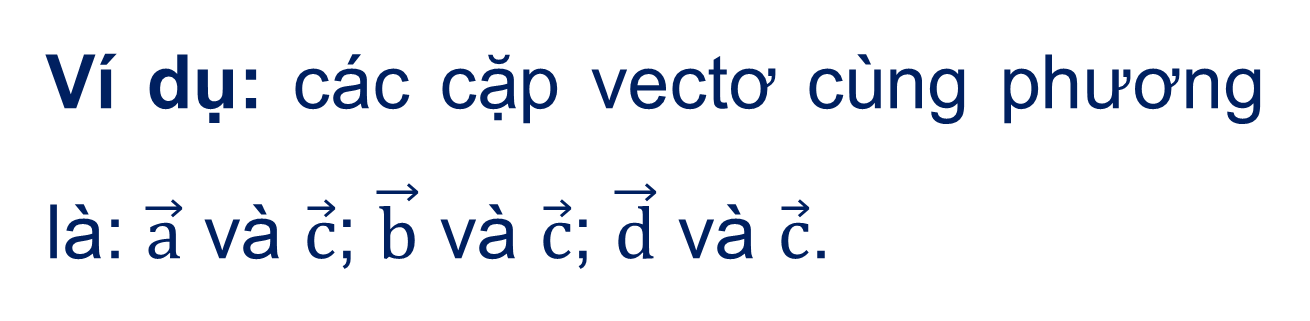 Ví dụ: các cặp vectơ cùng phương
là: a⃗ và c⃗; b⃗ và c⃗; d⃗ và c⃗.